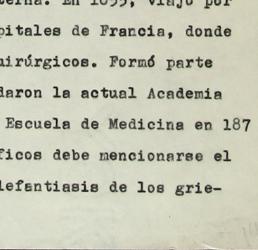 terna. En 1855, viajó por
pitales de Francia, donde
uirúrgicos. Formó parte
daron la actual Academia
Escuela de Medicina en 187
ficos debe mencionarse el
lefantiasis de los grie-